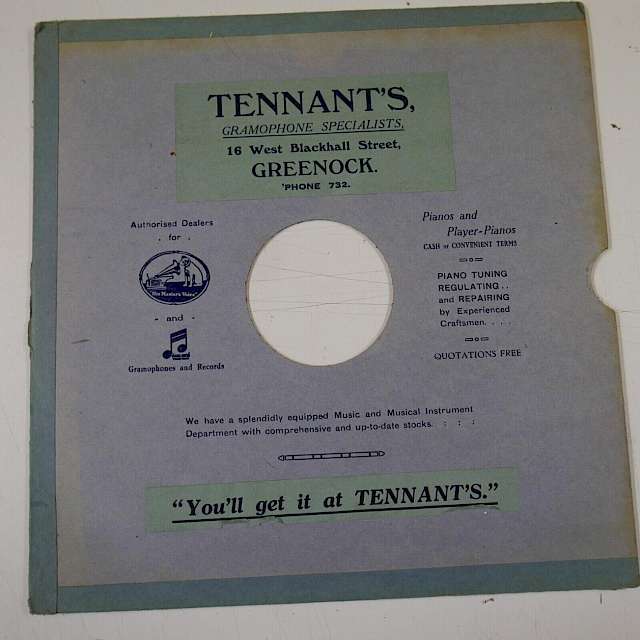 TENNANT'S,
GRAMOPHONE SPECIALISTS,
16 West Blackhall Street,
GREENOCK.
'PHONE 732.
Authorised Dealers
. for .
"His Master's Voice"
- and -
Gramophones and Records
Pianos and
Player-Pianos
CASH or CONVENIENT TERMS
PIANO TUNING
REGULATING . .
and REPAIRING
by Experienced
Craftsmen. . . .
QUOTATIONS FREE
We have a splendidly equipped Music and Musical Instrument
Department with comprehensive and up-to-date stocks. : : :
"You'll get it at TENNANT'S."